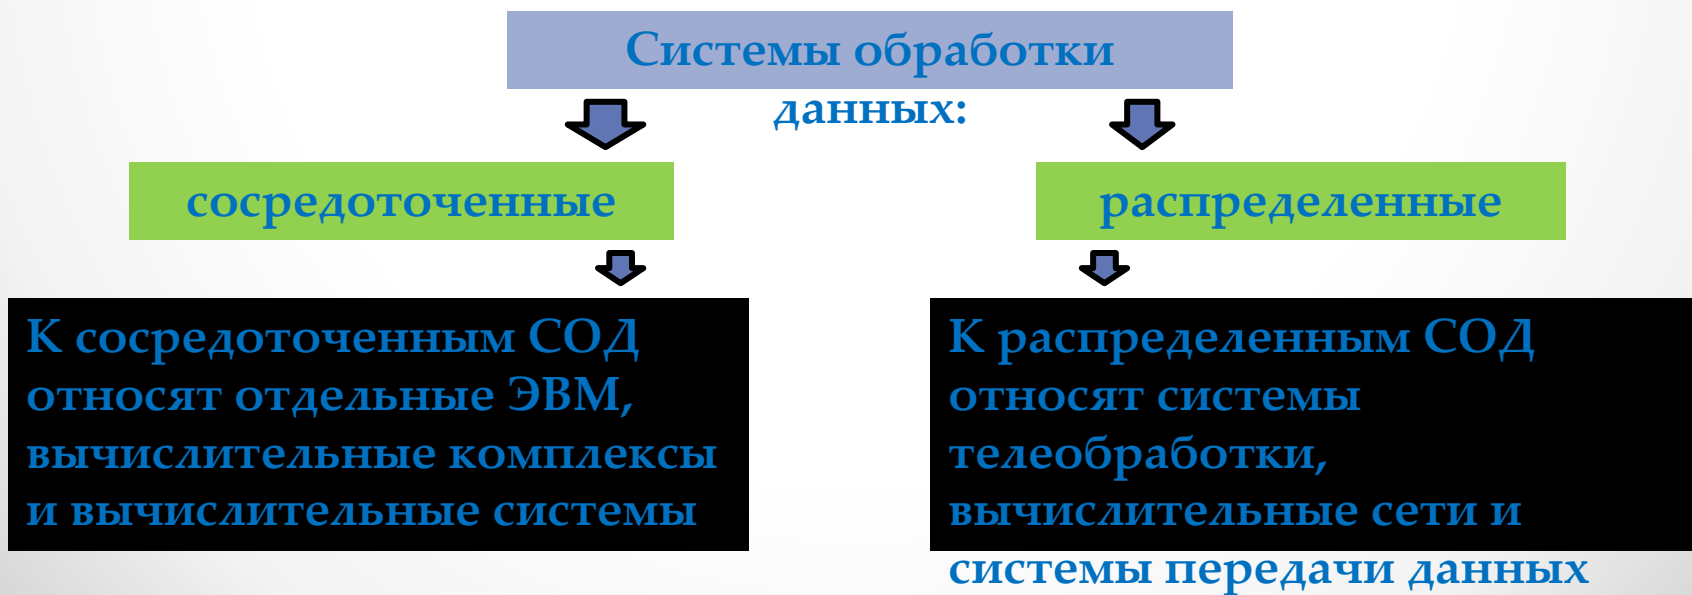 Системы обработки
данных:
сосредоточенные
распределенные
К сосредоточенным СОД
относят отдельные ЭВМ,
вычислительные комплексы
и вычислительные системы
К распределенным СОД
относят системы
телеобработки,
вычислительные сети и
системы передачи данных